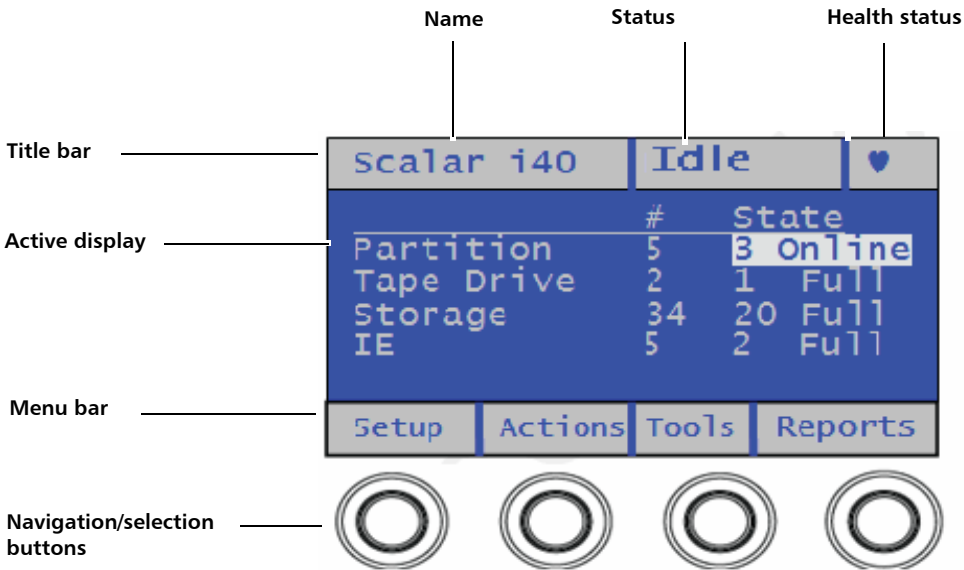 Name Status Health status
Title bar
Scalar i40 Idle
Active display
# State
Partition 5 3 Online
Tape Drive 2 1 Full
Storage 34 20 Full
IE 5 2 Full
Menu bar
Setup Actions Tools Reports
Navigation/selection
buttons